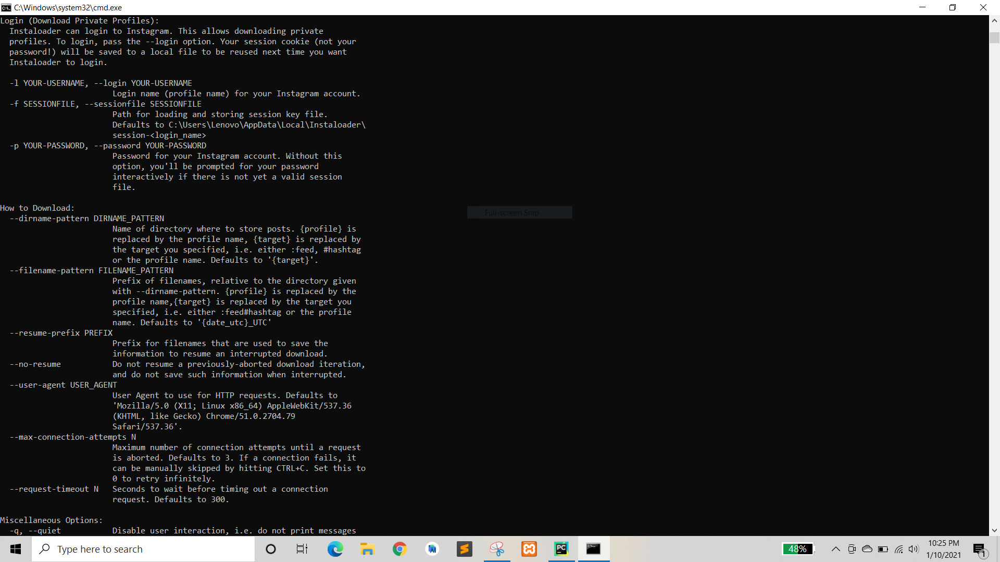 C:\Windows\system32\cmd.exe
Login (Download Private Profiles):
  Instaloader can login to Instagram. This allows downloading private
  profiles. To login, pass the --login option. Your session cookie (not your
  password!) will be saved to a local file to be reused next time you want
  Instaloader to login.

  -l YOUR-USERNAME, --login YOUR-USERNAME
                        Login name (profile name) for your Instagram account.
  -f SESSIONFILE, --sessionfile SESSIONFILE
                        Path for loading and storing session key file.
                        Defaults to C:\Users\Lenovo\AppData\Local\Instaloader\
                        session-<login_name>
  -p YOUR-PASSWORD, --password YOUR-PASSWORD
                        Password for your Instagram account. Without this
                        option, you'll be prompted for your password
                        interactively if there is not yet a valid session
                        file.

How to Download:
  --dirname-pattern DIRNAME_PATTERN
                        Name of directory where to store posts. {profile} is
                        replaced by the profile name, {target} is replaced by
                        the target you specified, i.e. either :feed, #hashtag
                        or the profile name. Defaults to '{target}'.
  --filename-pattern FILENAME_PATTERN
                        Prefix of filenames, relative to the directory given
                        with --dirname-pattern. {profile} is replaced by the
                        profile name,{target} is replaced by the target you
                        specified, i.e. either :feed#hashtag or the profile
                        name. Defaults to '{date_utc}_UTC'
  --resume-prefix PREFIX
                        Prefix for filenames that are used to save the
                        information to resume an interrupted download.
  --no-resume           Do not resume a previously-aborted download iteration,
                        and do not save such information when interrupted.
  --user-agent USER_AGENT
                        User Agent to use for HTTP requests. Defaults to
                        'Mozilla/5.0 (X11; Linux x86_64) AppleWebKit/537.36
                        (KHTML, like Gecko) Chrome/51.0.2704.79
                        Safari/537.36'.
  --max-connection-attempts N
                        Maximum number of connection attempts until a request
                        is aborted. Defaults to 3. If a connection fails, it
                        can be manually skipped by hitting CTRL+C. Set this to
                        0 to retry infinitely.
  --request-timeout N   Seconds to wait before timing out a connection
                        request. Defaults to 300.

Miscellaneous Options:
  -q, --quiet           Disable user interaction, i.e. do not print messages
Full-screen Snip
Type here to search
PC
48%
10:25 PM
1/10/2021
1